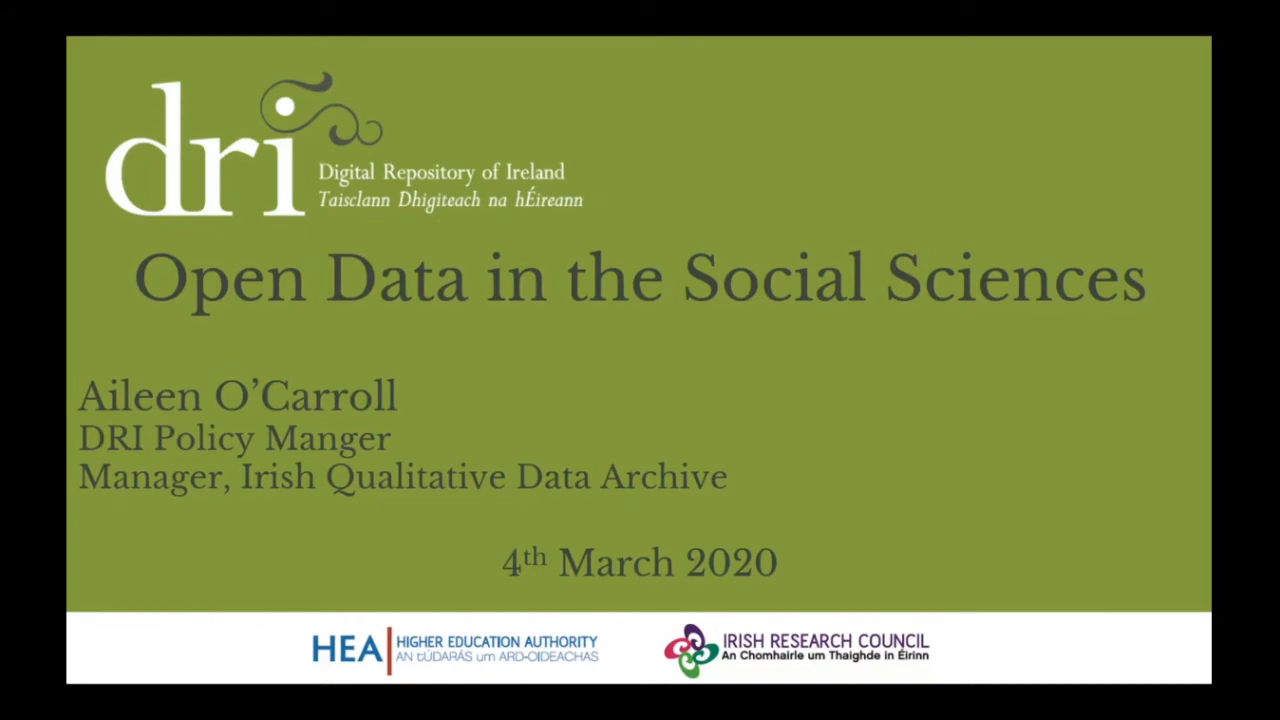 dri
Digital Repository of Ireland
Taisclann Dhigiteach na hÉireann
Open Data in the Social Sciences
Aileen O’Carroll
DRI Policy Manger
Manager, Irish Qualitative Data Archive
4th March 2020
HEA HIGHER EDUCATION AUTHORITY
AN tÚDARÁS um ARD-OIDEACHAS
IRISH RESEARCH COUNCIL
An Chomhairle um Thaighde in Éirinn